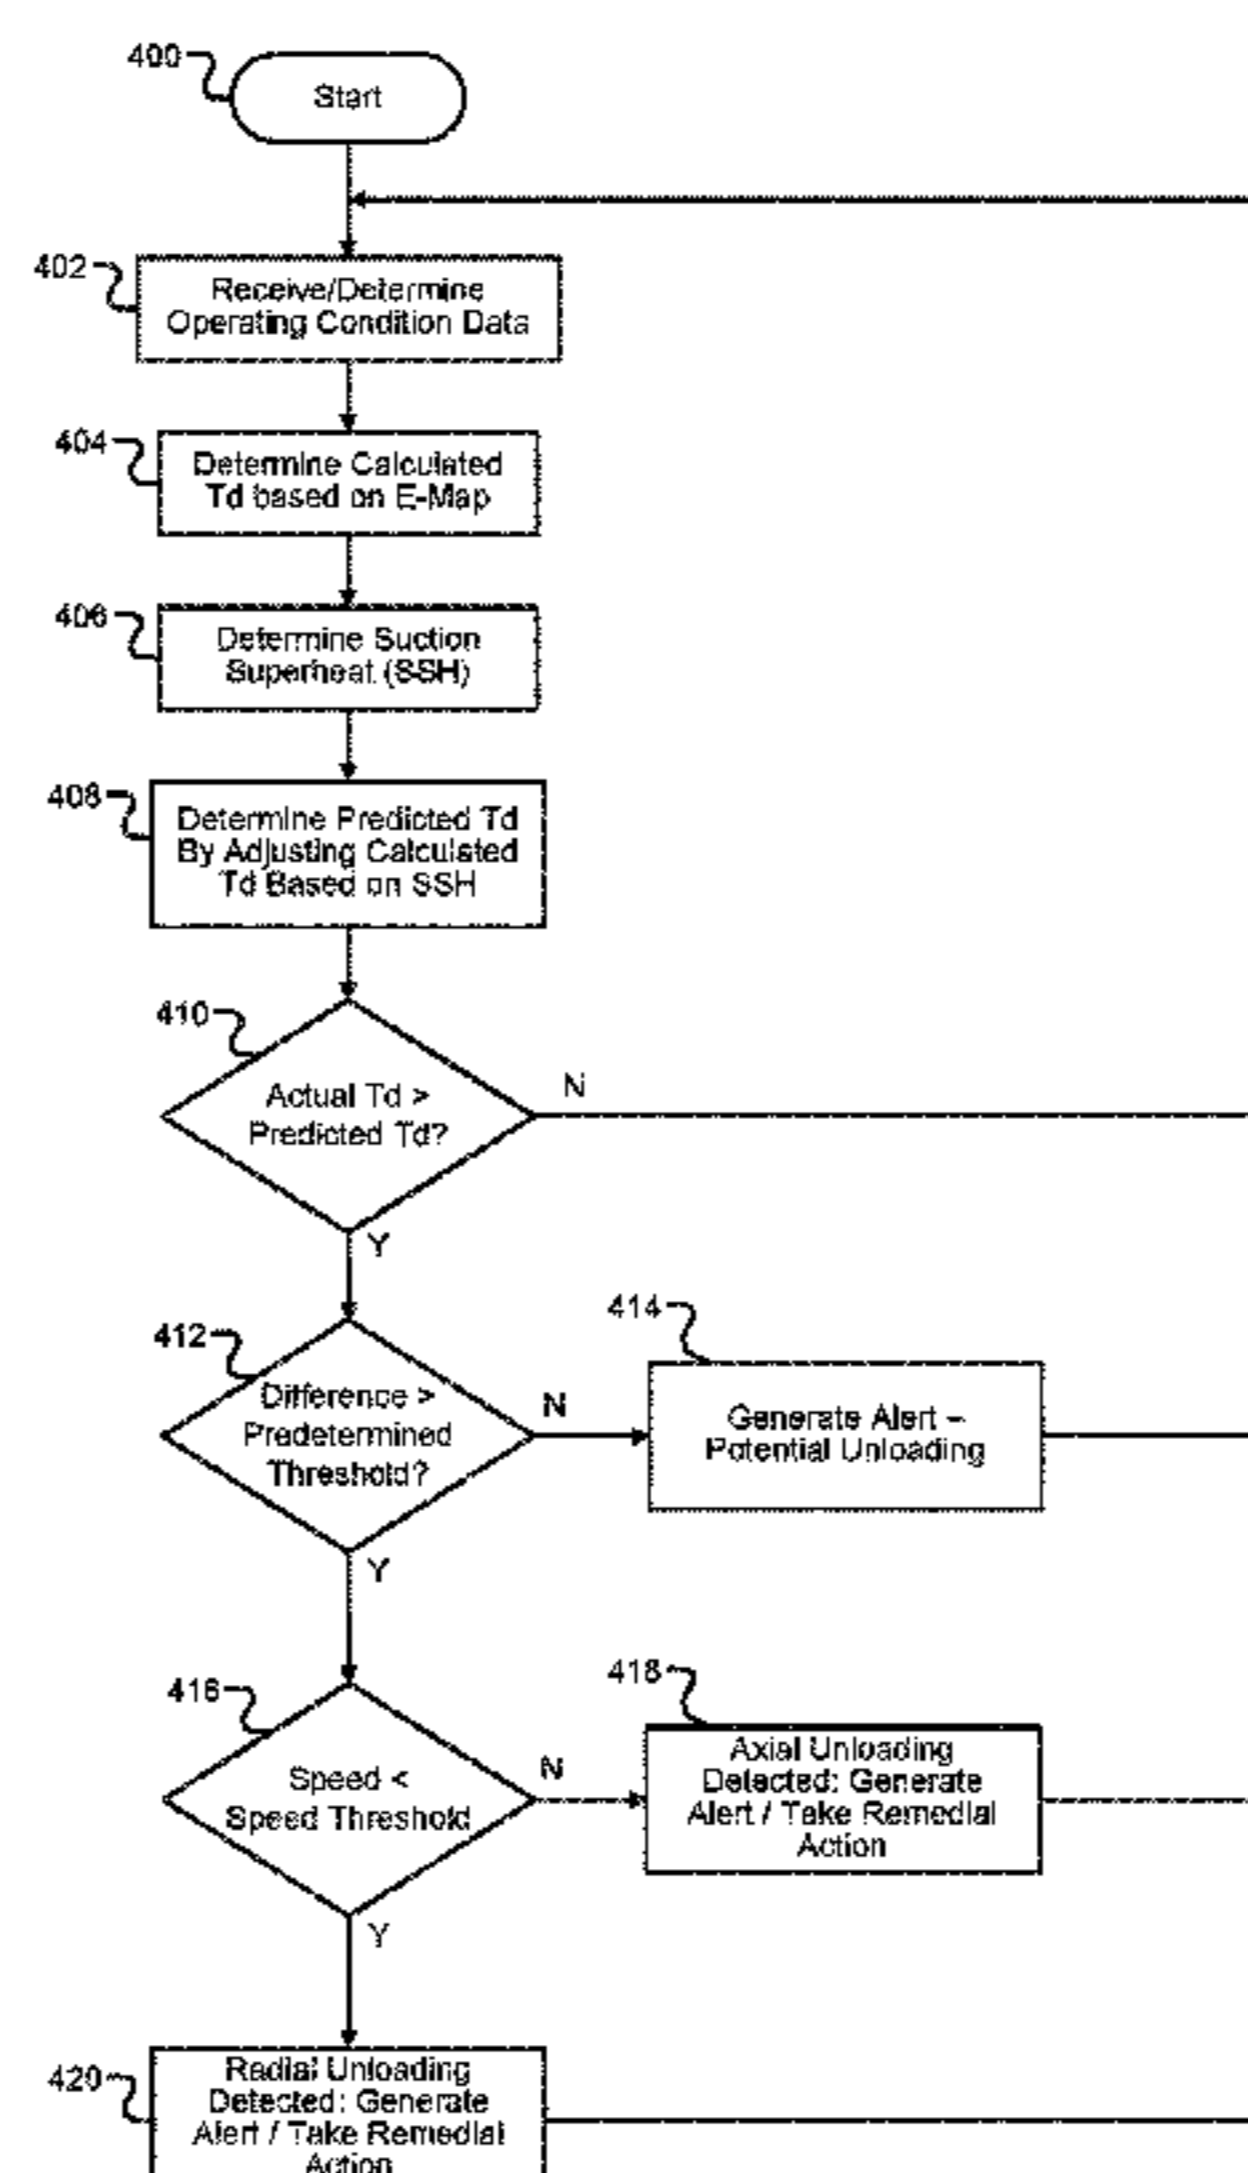 400
Start
402
Receive/Determine
Operating Condition Data
404
Determine Calculated
Td based on E-Map
406
Determine Suction
Superheat (SSH)
408
Determine Predicted Td
By Adjusting Calculated
Td Based on SSH
410
Actual Td >
Predicted Td?
N
Y
412
Difference >
Predetermined
Threshold?
N
414
Generate Alert –
Potential Unloading
Y
416
Speed <
Speed Threshold
N
418
Axial Unloading
Detected: Generate
Alert / Take Remedial
Action
Y
420
Radial Unloading
Detected: Generate
Alert / Take Remedial
Action